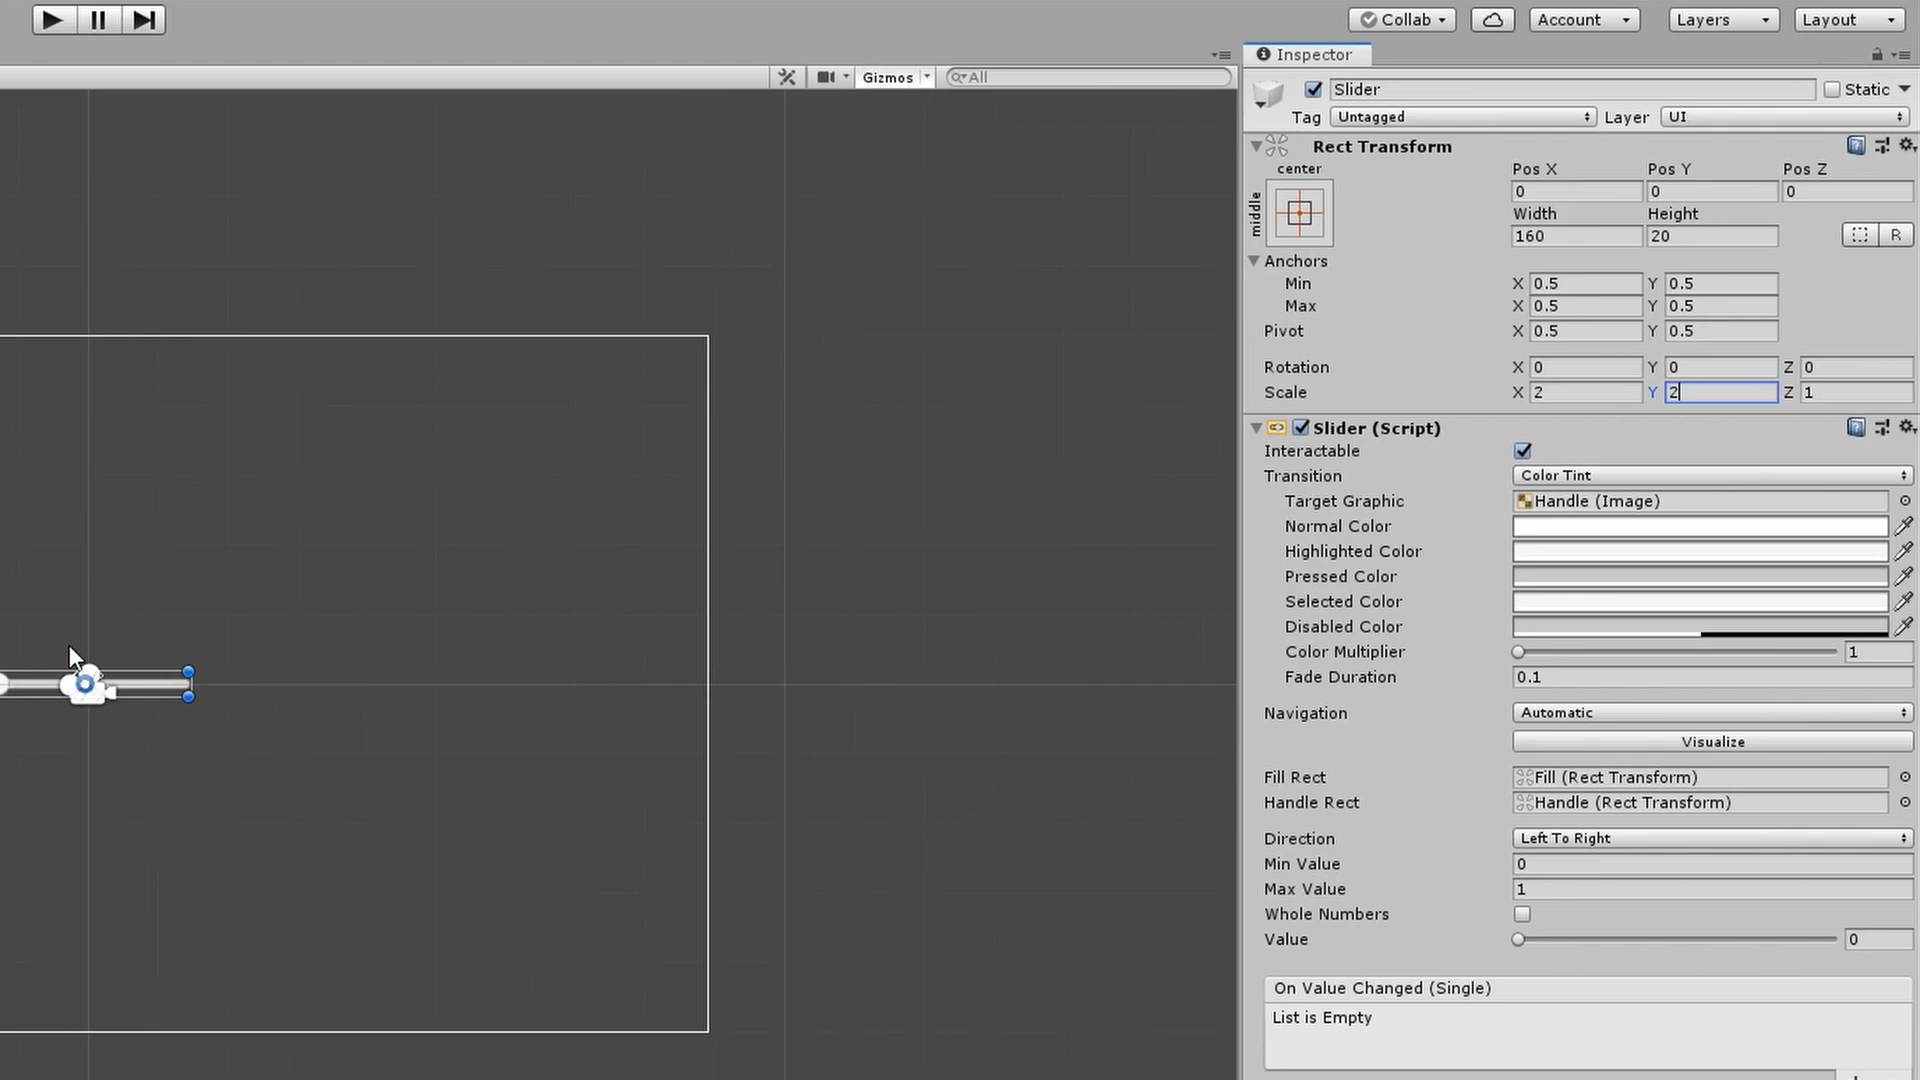 Collab
Account
Layers
Layout
Inspector
Gizmos
All
Slider
Static
Tag Untagged Layer UI
Rect Transform
center
middle
Pos X Pos Y Pos Z
0 0 0
Width Height
160 20
R
Anchors
Min X 0.5 Y 0.5
Max X 0.5 Y 0.5
Pivot X 0.5 Y 0.5
Rotation X 0 Y 0 Z 0
Scale X 2 Y 2 Z 1
Slider (Script)
Interactable
Transition Color Tint
Target Graphic Handle (Image)
Normal Color
Highlighted Color
Pressed Color
Selected Color
Disabled Color
Color Multiplier 1
Fade Duration 0.1
Navigation Automatic
Visualize
Fill Rect Fill (Rect Transform)
Handle Rect Handle (Rect Transform)
Direction Left To Right
Min Value 0
Max Value 1
Whole Numbers
Value 0
On Value Changed (Single)
List is Empty